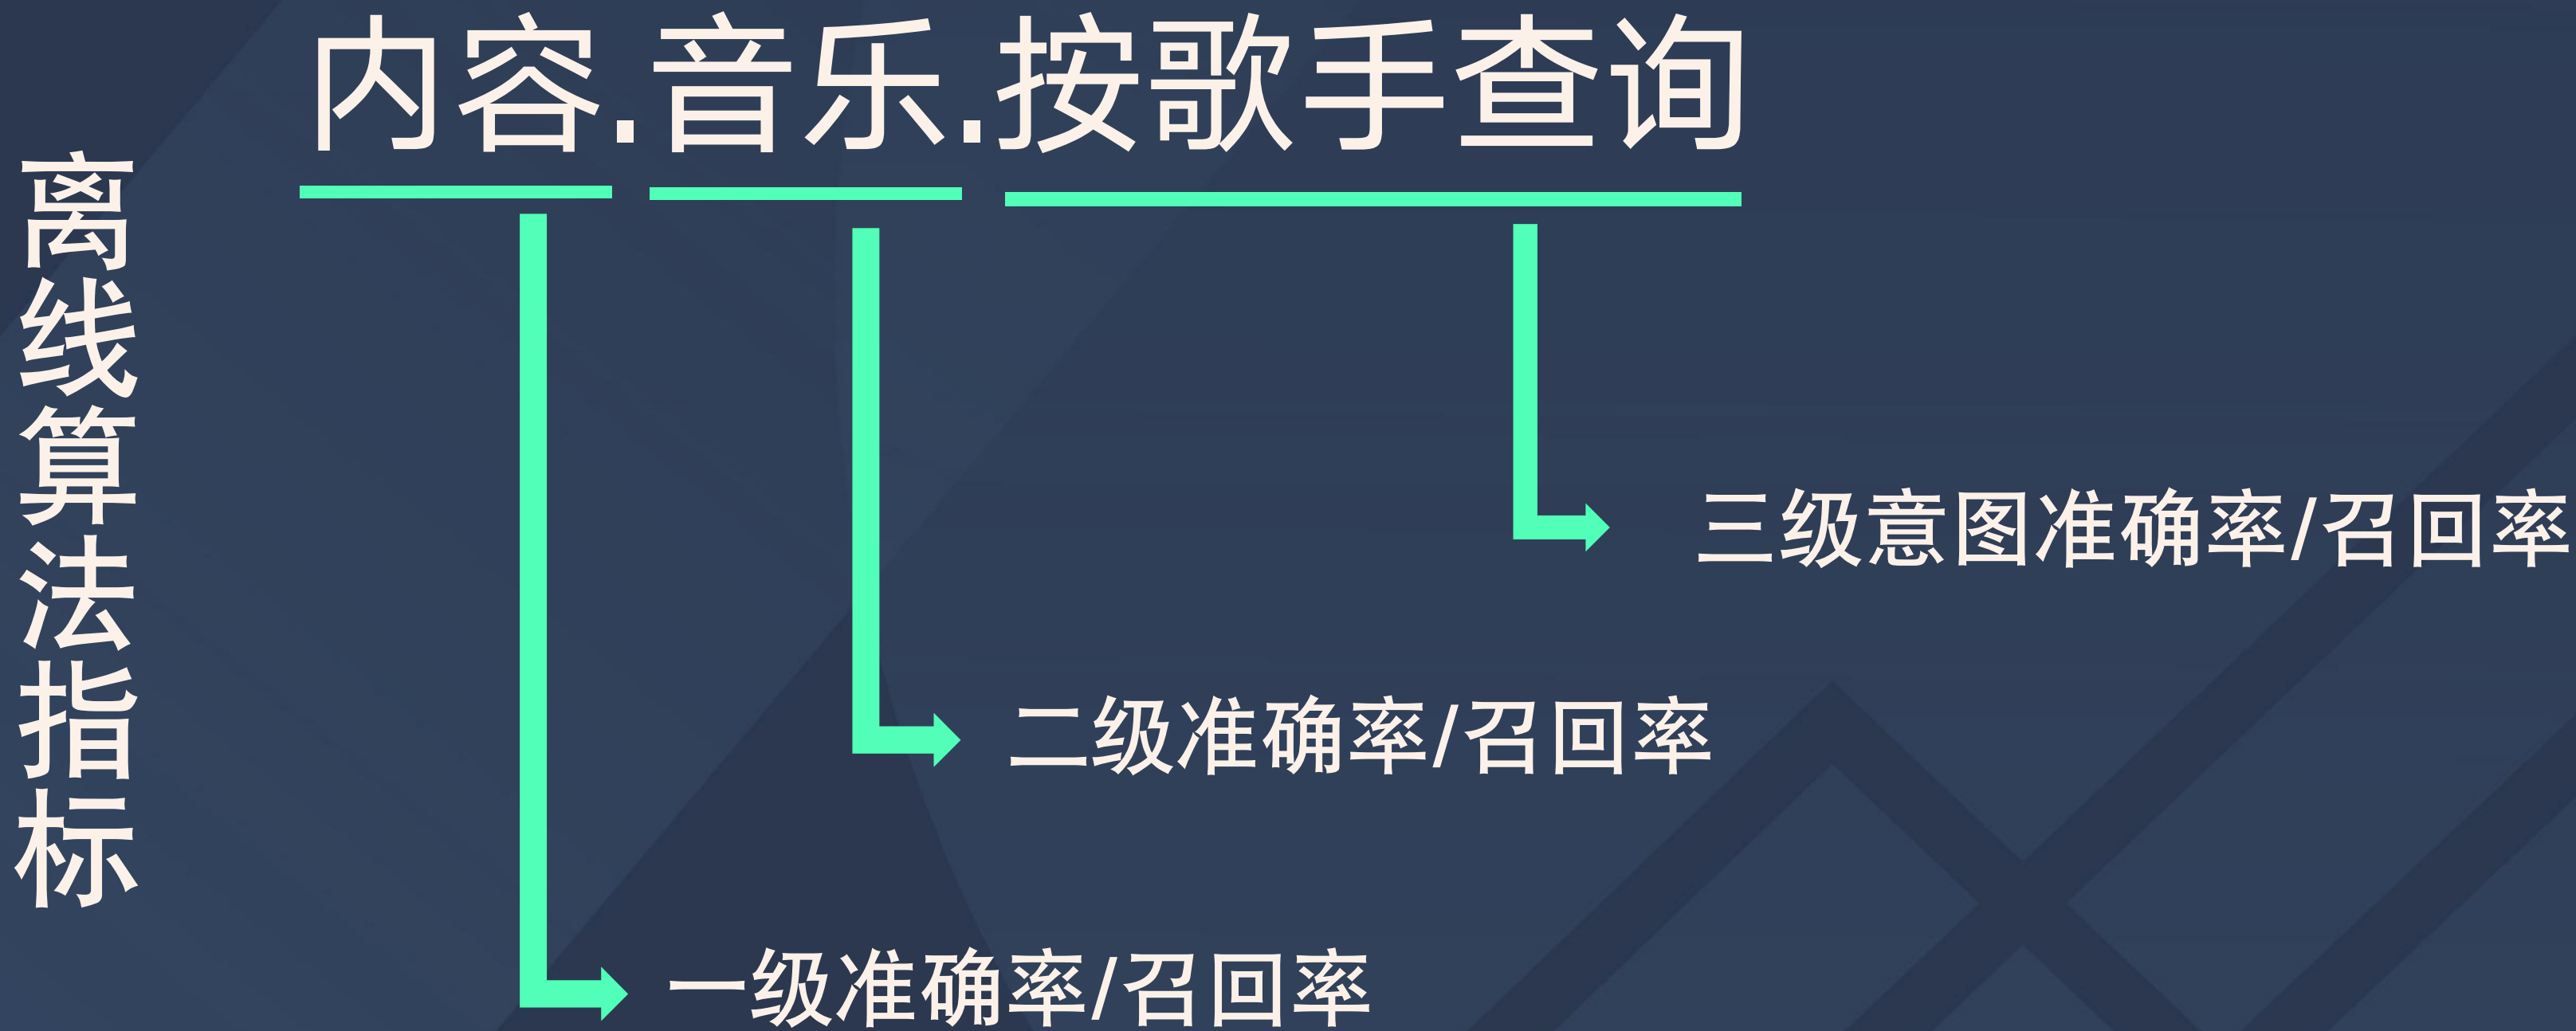 内容.音乐.按歌手查询
离线算法指标
三级意图准确率/召回率
二级准确率/召回率
一级准确率/召回率